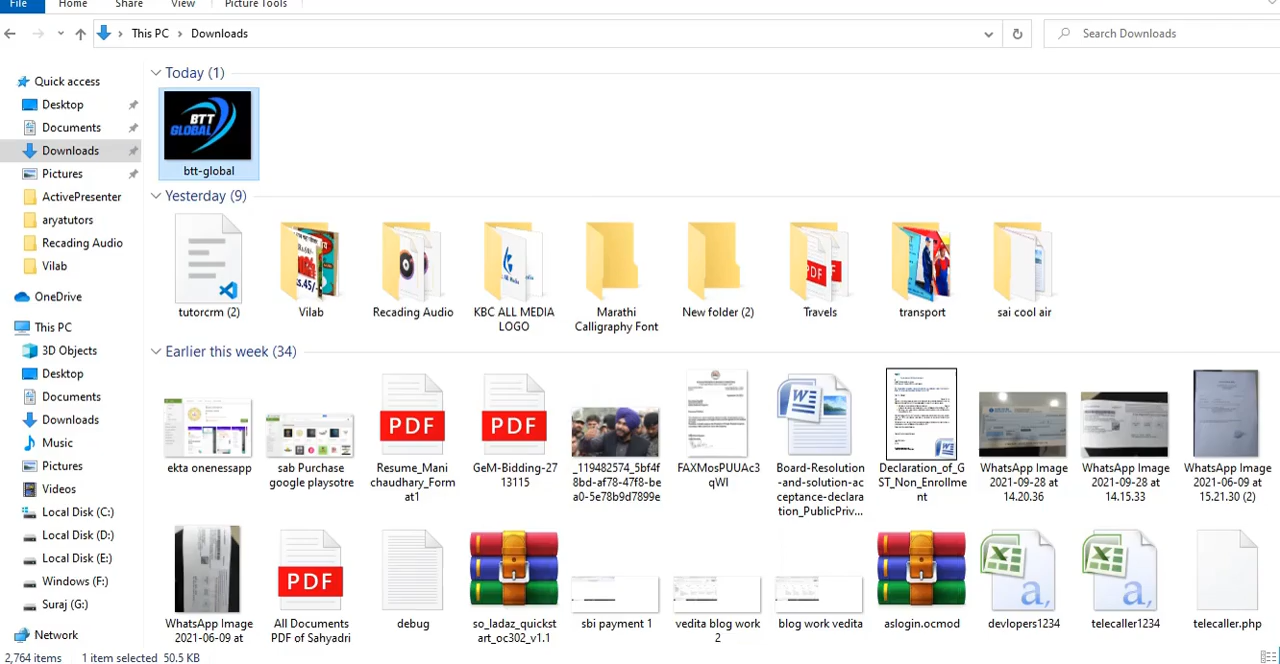 File Home Share View Picture Tools
This PC Downloads Search Downloads
Quick access
Desktop
Documents
Downloads
Pictures
ActivePresenter
aryatutors
Recading Audio
Vilab
OneDrive
This PC
3D Objects
Desktop
Documents
Downloads
Music
Pictures
Videos
Local Disk (C:)
Local Disk (D:)
Local Disk (E:)
Windows (F:)
Suraj (G:)
Network
Today (1)
BTT
GLOBAL
btt-global
Yesterday (9)
tutorcrm (2)
Vilab
Recading Audio
KBC ALL MEDIA
LOGO
Marathi
Calligraphy Font
New folder (2)
PDF
Travels
transport
sai cool air
Earlier this week (34)
ekta onenessapp
sab Purchase
google playsotre
PDF
Resume_Mani
chaudhary_For
mat1
PDF
GeM-Bidding-27
13115
_119482574_5bf4f
8bd-af78-47f8-be
a0-5e78b9d7899e
FAXMosPUUAc3
qWI
Board-Resolution
-and-solution-ac
ceptance-declara
tion_PublicPriv...
Declaration_of_G
ST_Non_Enrollme
nt
WhatsApp Image
2021-09-28 at
14.20.36
WhatsApp Image
2021-09-28 at
14.15.33
WhatsApp Image
2021-06-09 at
15.21.30 (2)
WhatsApp Image
2021-06-09 at
PDF
All Documents
PDF of Sahyadri
debug
so_ladaz_quickst
art_oc302_v1.1
sbi payment 1
vedita blog work
2
blog work vedita
aslogin.ocmod
a,
devlopers1234
a,
telecaller1234
telecaller.php
2,764 items 1 item selected 50.5 KB